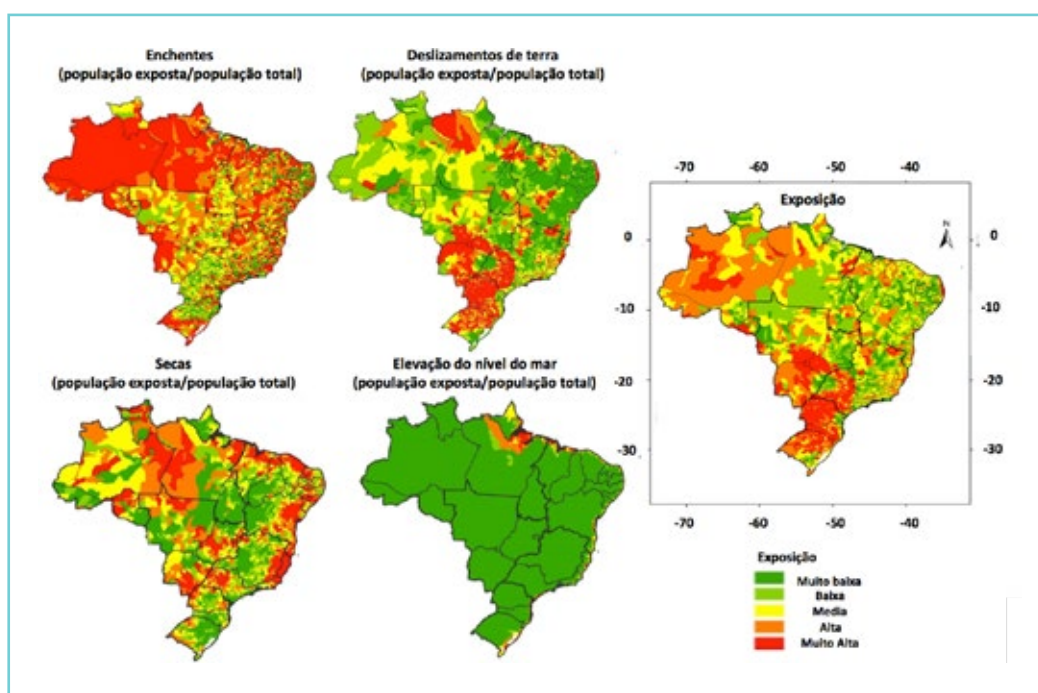 Enchentes
(população exposta/população total)
Deslizamentos de terra
(população exposta/população total)
Secas
(população exposta/população total)
Elevação do nível do mar
(população exposta/população total)
-70
-60
-50
-40
Exposição
N
0
0
-10
-10
-20
-20
-30
-30
-70
-60
-50
-40
Exposição
Muito baixa
Baixa
Media
Alta
Muito Alta